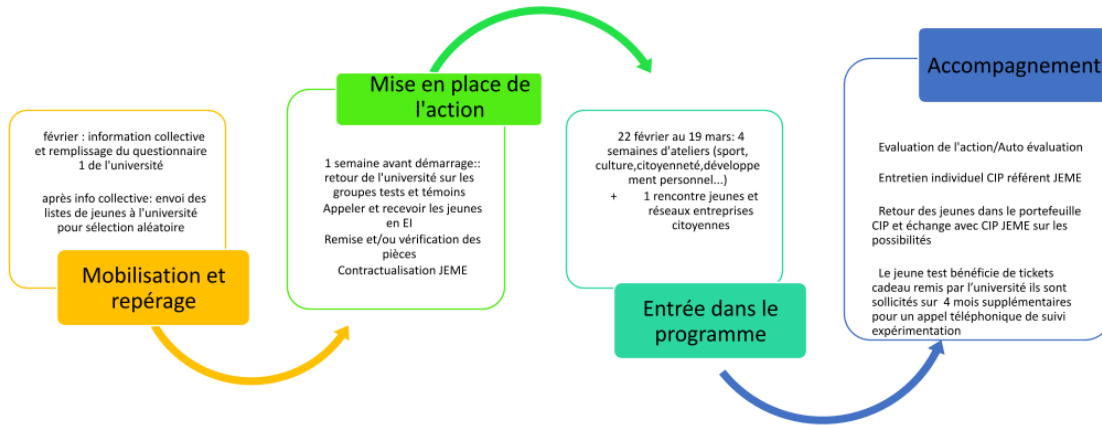 février : information collective
et remplissage du questionnaire
1 de l'université
après info collective: envoi des
listes de jeunes à l'université
pour sélection aléatoire
Mobilisation et
repérage
Mise en place de
l'action
1 semaine avant démarrage::
retour de l'université sur les
groupes tests et témoins
Appeler et recevoir les jeunes
en EI
Remise et/ou vérification des
pièces
Contractualisation JEME
22 février au 19 mars: 4
semaines d'ateliers (sport,
culture,citoyenneté,développe
ment personnel...)
+ 1 rencontre jeunes et
réseaux entreprises
citoyennes
Entrée dans le
programme
Accompagnement
Evaluation de l'action/Auto évaluation
Entretien individuel CIP référent JEME
Retour des jeunes dans le portefeuille
CIP et échange avec CIP JEME sur les
possibilités
Le jeune test bénéficie de tickets
cadeau remis par l’université ils sont
sollicités sur 4 mois supplémentaires
pour un appel téléphonique de suivi
expérimentation